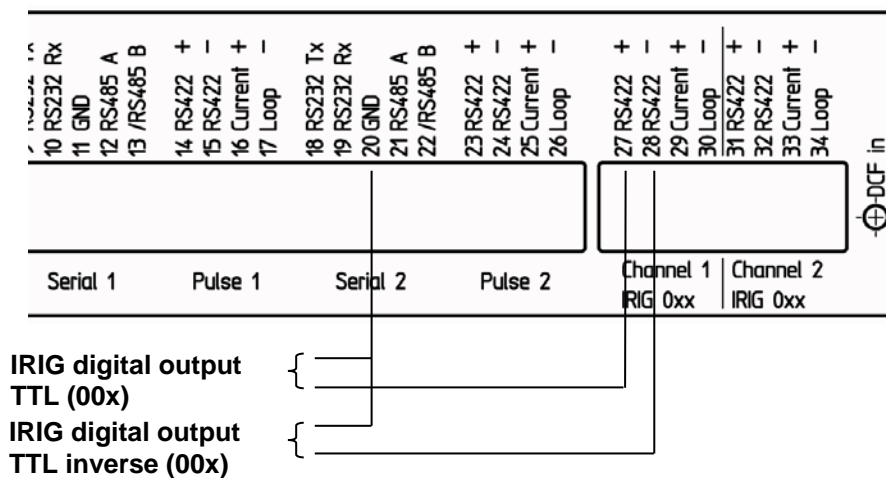 10 RS232 Rx
11 GND
12 RS485 A
13 /RS485 B
14 RS422 +
15 RS422 −
16 Current +
17 Loop −
18 RS232 Tx
19 RS232 Rx
20 GND
21 RS485 A
22 /RS485 B
23 RS422 +
24 RS422 −
25 Current +
26 Loop −
27 RS422 +
28 RS422 −
29 Current +
30 Loop −
31 RS422 +
32 RS422 −
33 Current +
34 Loop −
DCF in
Serial 1
Pulse 1
Serial 2
Pulse 2
Channel 1
IRIG 0xx
Channel 2
IRIG 0xx
IRIG digital output
TTL (00x)
IRIG digital output
TTL inverse (00x)